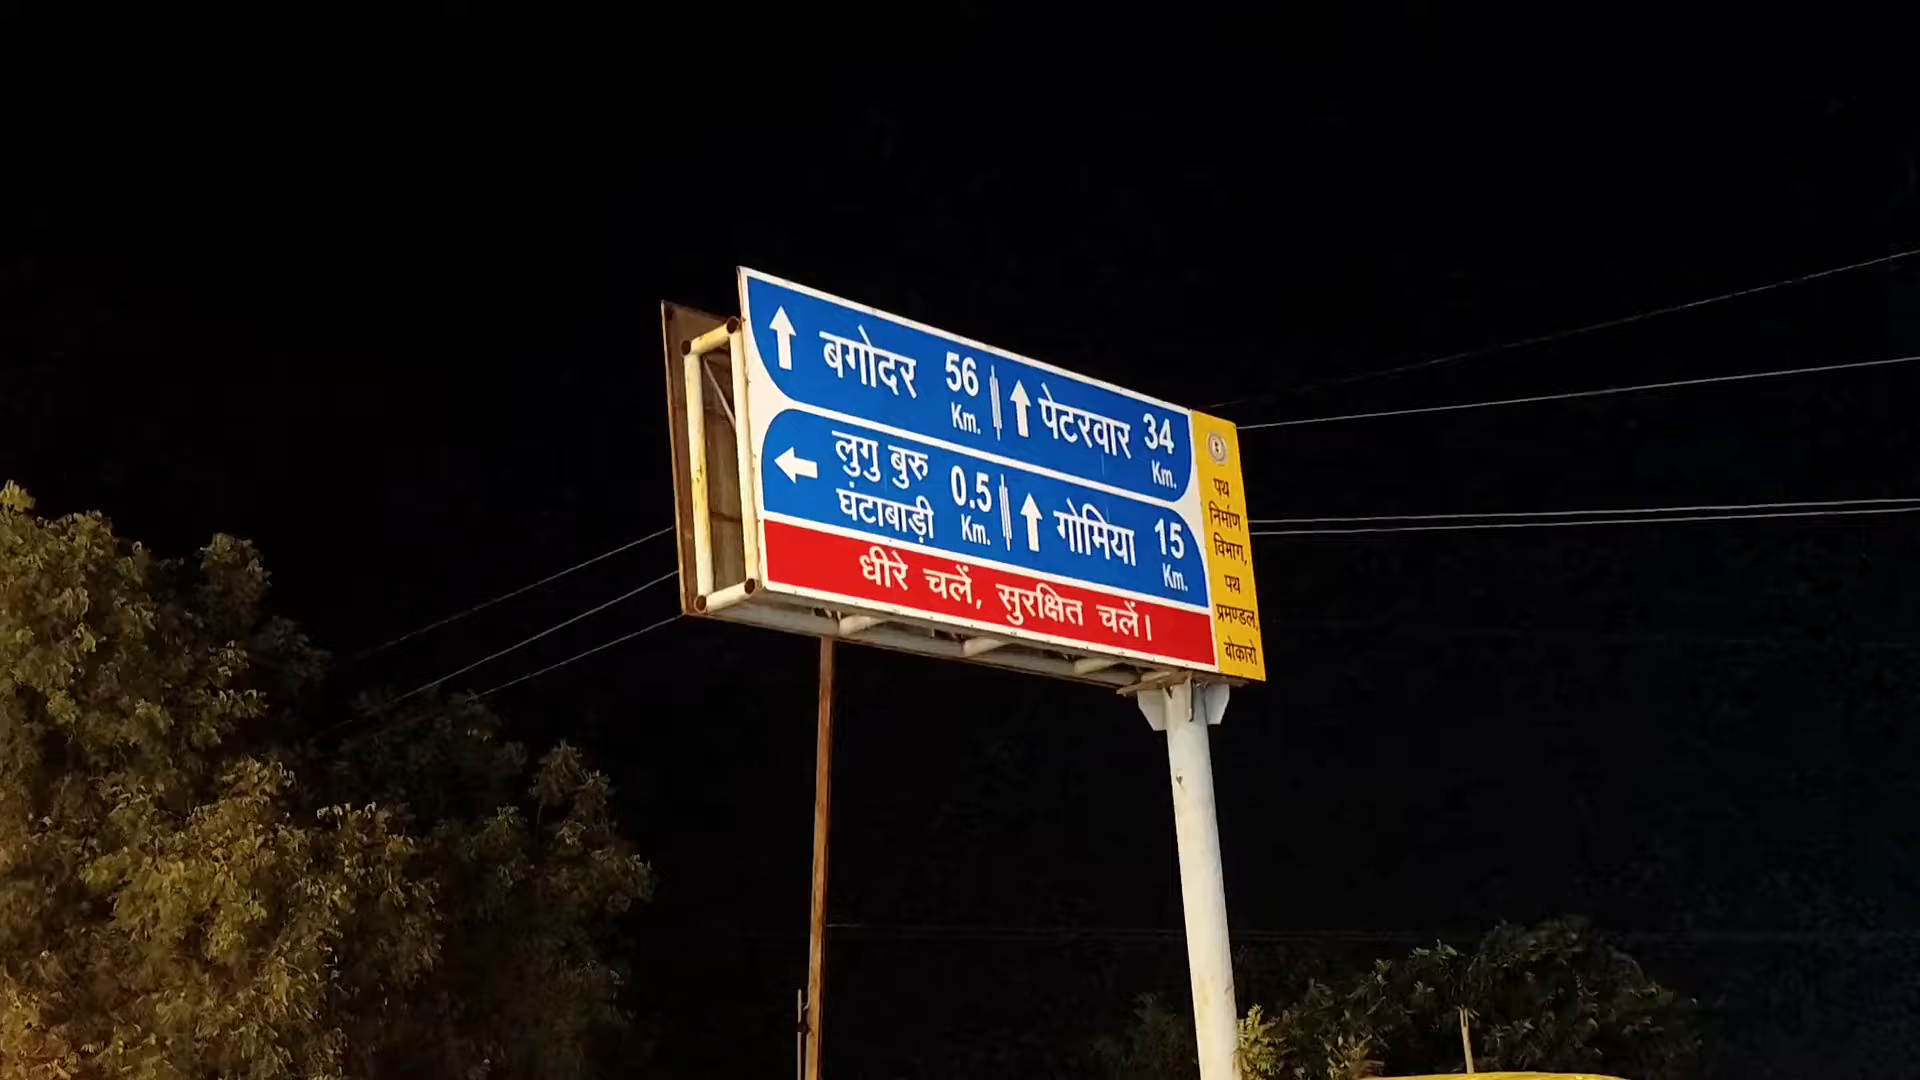 बगोदर 56 Km.
पेटरवार 34 Km.
लुगु बुरु
घंटाबाड़ी 0.5 Km.
गोमिया 15 Km.
धीरे चलें, सुरक्षित चलें।
पथ
निर्माण
विभाग,
पथ
प्रमण्डल,
बोकारो